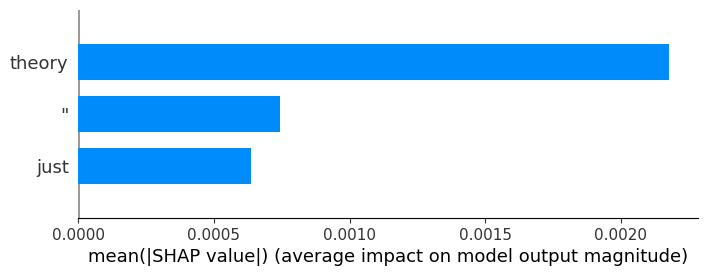 theory
"
just
0.0000 0.0005 0.0010 0.0015 0.0020
mean(|SHAP value|) (average impact on model output magnitude)